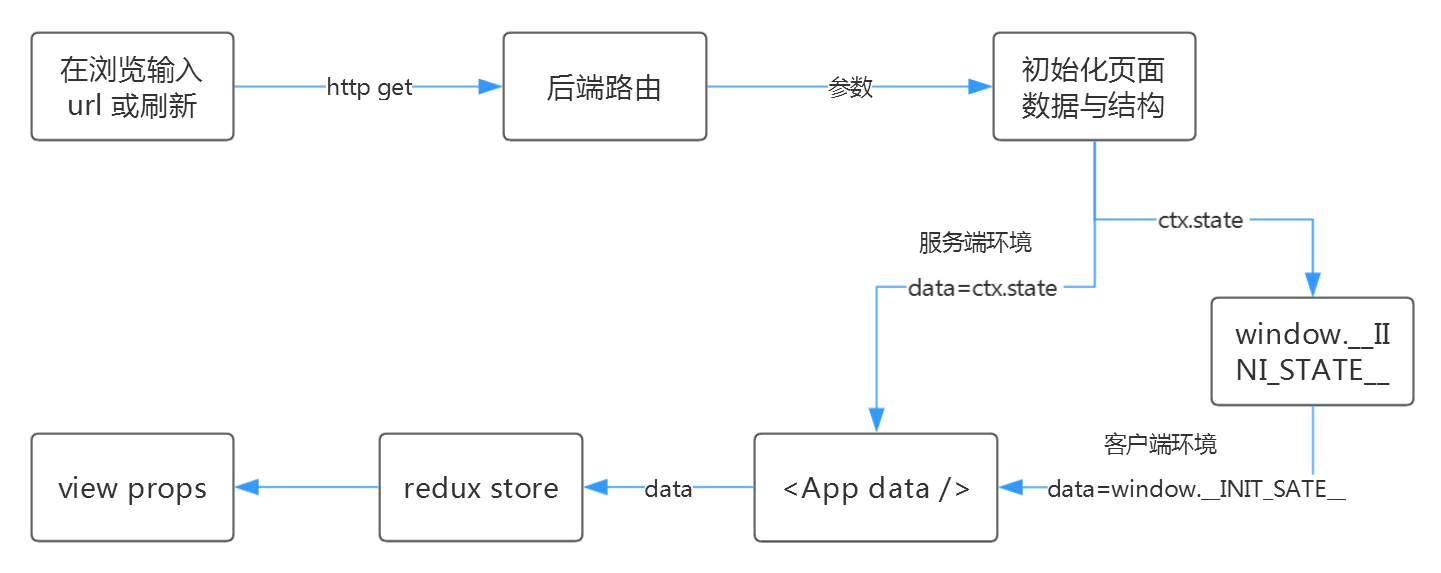 在浏览输入
url 或刷新
http get
后端路由
参数
初始化页面
数据与结构
ctx.state
服务端环境
data=ctx.state
window.__II
NI_STATE__
客户端环境
data=window.__INIT_SATE__
<App data />
data
redux store
view props